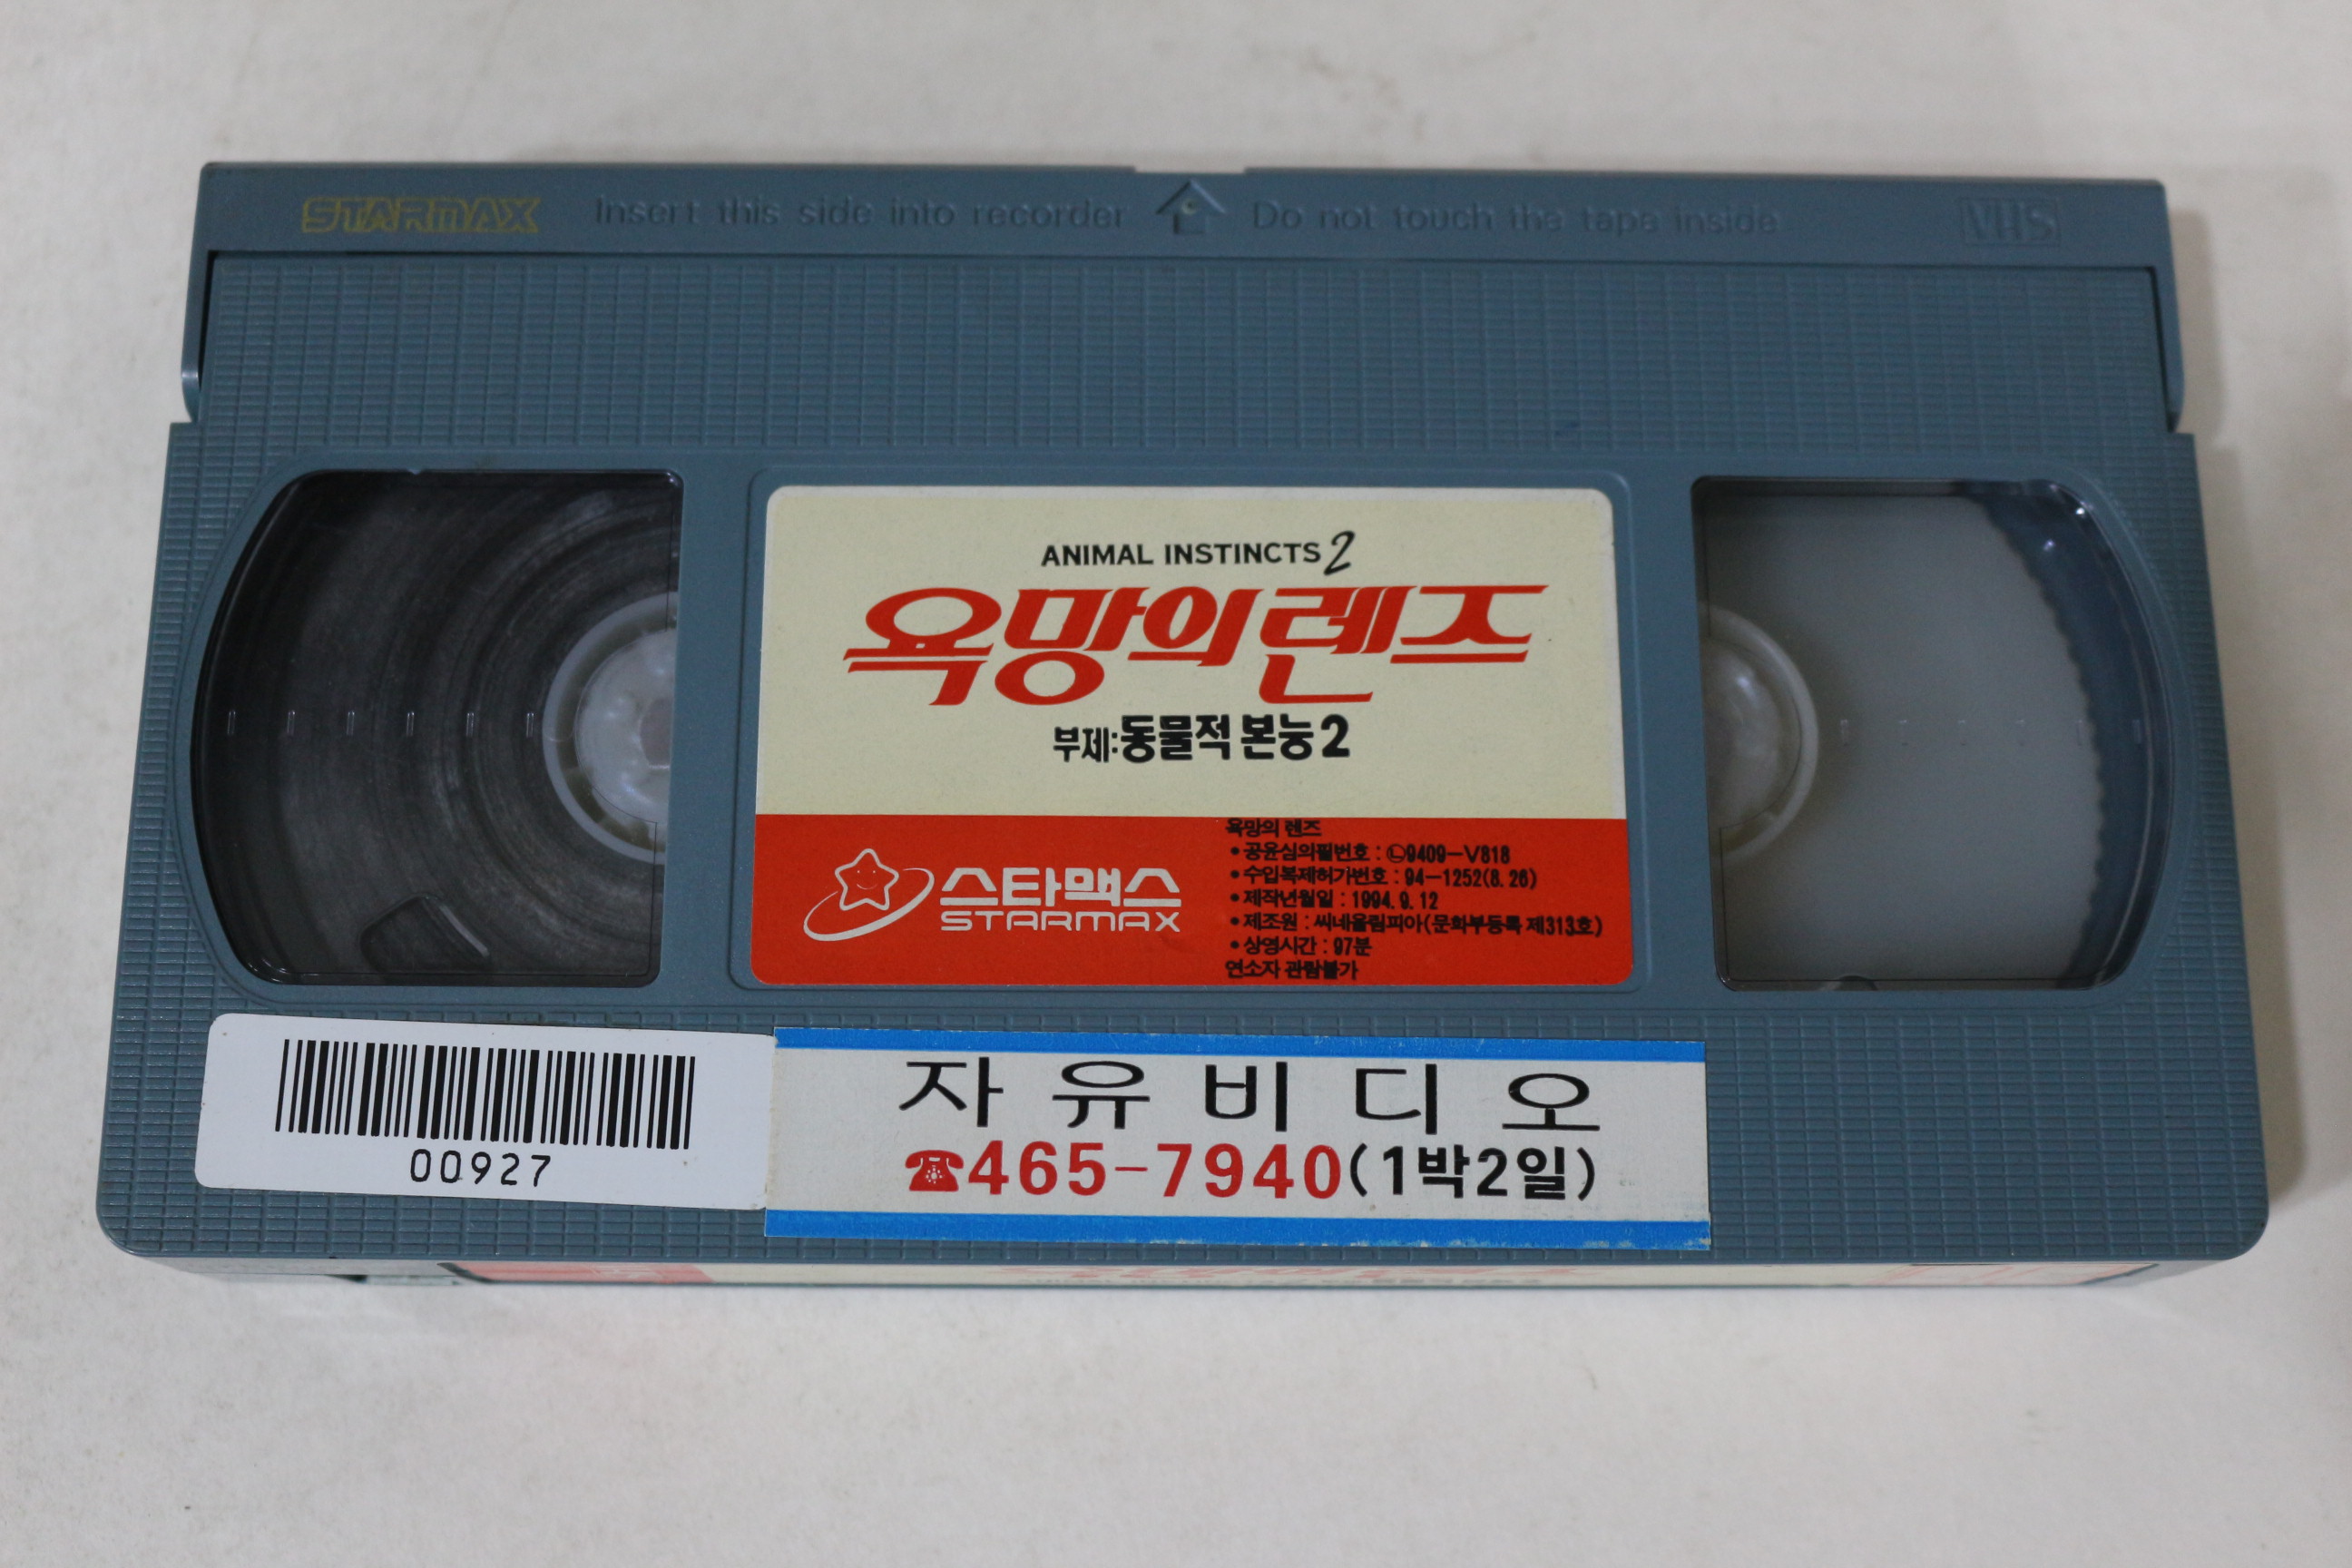 STARMAX Insert this side into recorder Do not touch the tape inside VHS
ANIMAL INSTINCTS 2
욕망의 렌즈
부제:동물적 본능2
스타맥스
STARMAX
욕망의 렌즈
•공윤심의필번호 : ㉡9409-V818
•수입복제허가번호 : 94-1252(8.26)
•제작년월일 : 1994.9.12
•제조원 : 씨네올림피아(문화부등록 제313호)
•상영시간 : 97분
연소자 관람불가
00927
자유비디오
☎465-7940(1박2일)